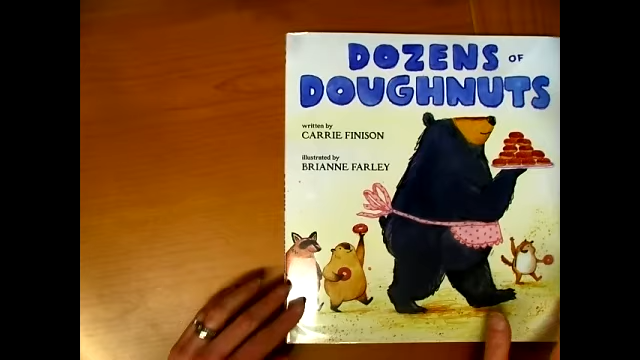 DOZENS OF
DOUGHNUTS
written by
CARRIE FINISON
illustrated by
BRIANNE FARLEY